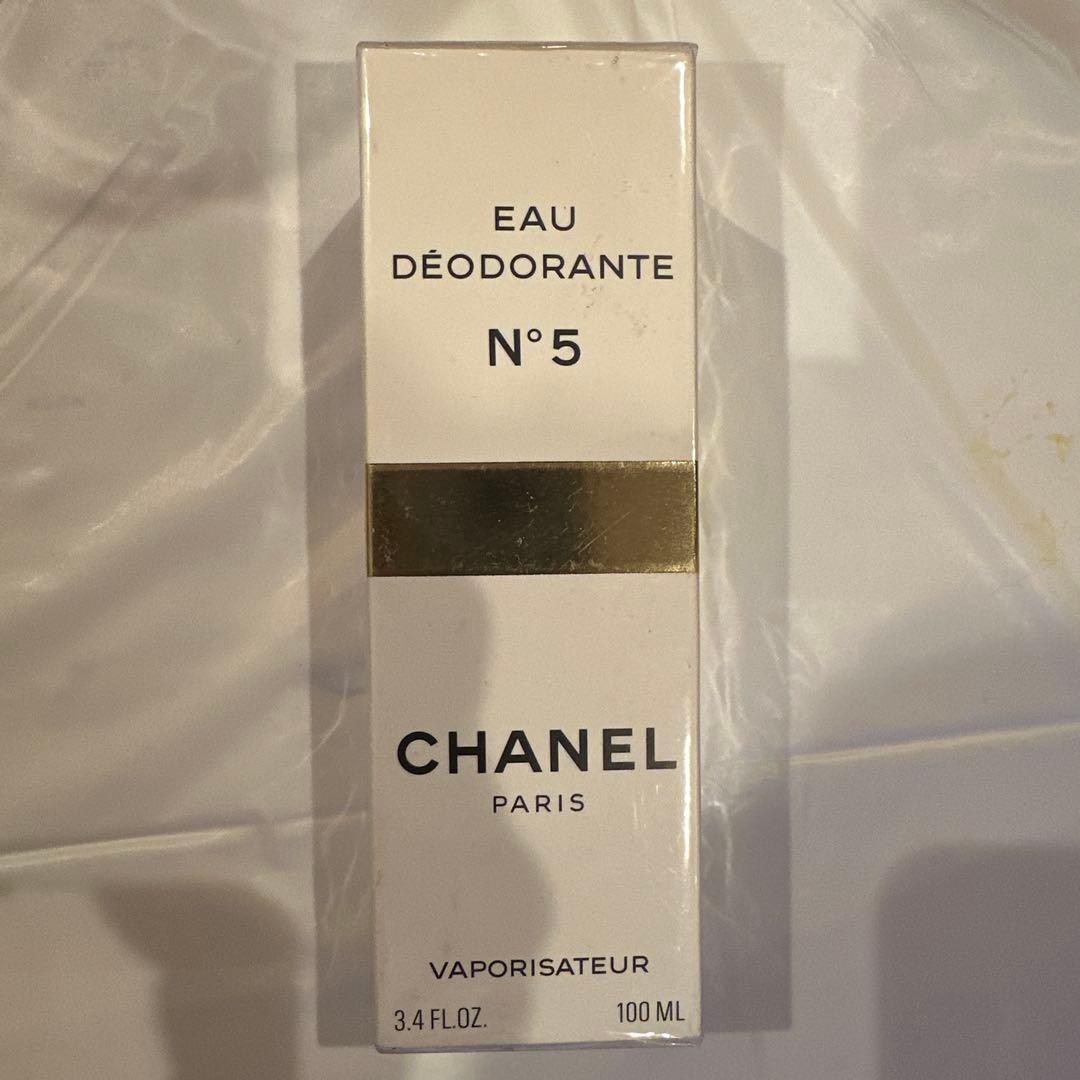 EAU
DÉODORANTE
N°5
CHANEL
PARIS
VAPORISATEUR
3.4 FL.OZ. 100 ML